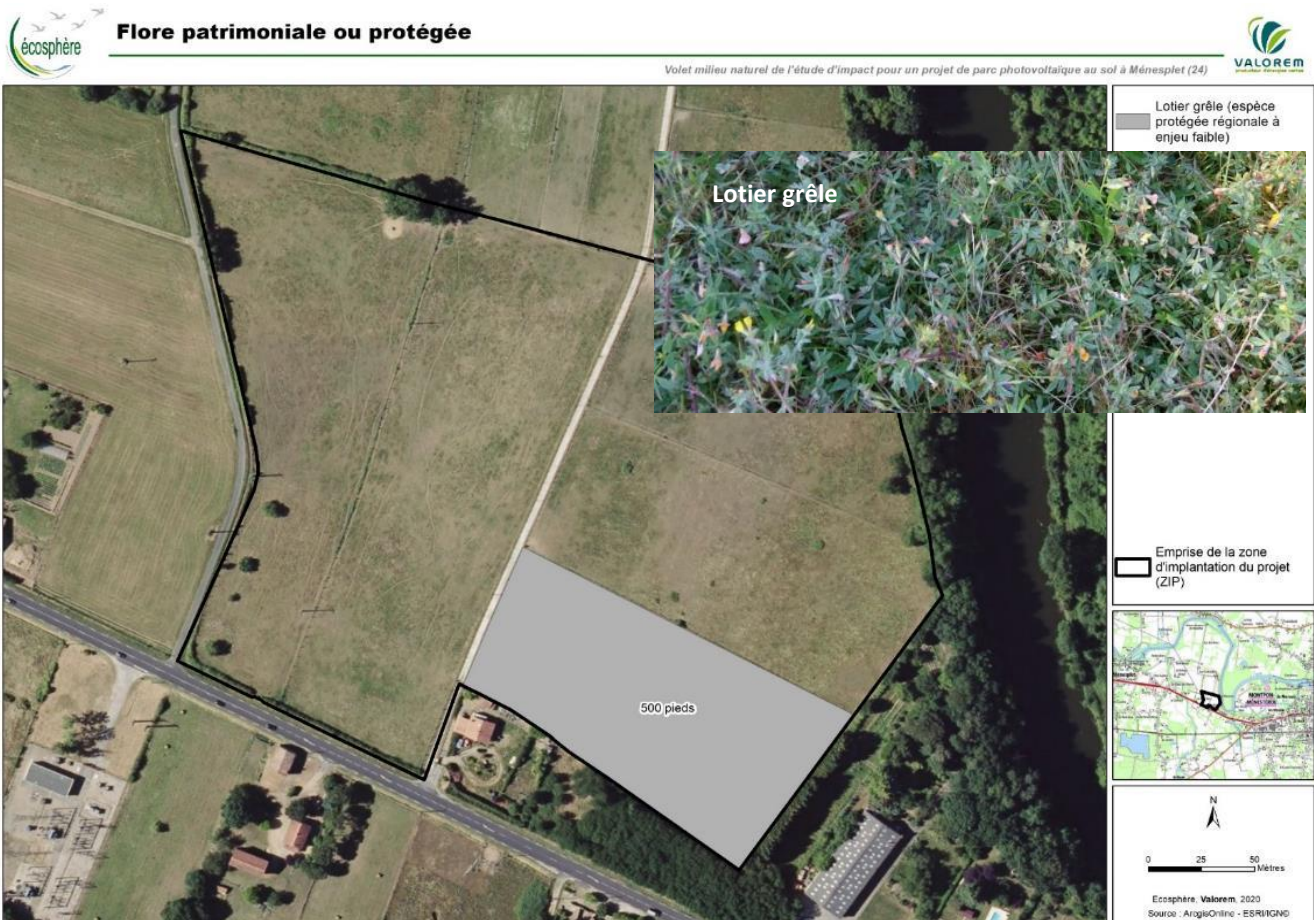 écosphère
Flore patrimoniale ou protégée
VALOREM
Volet milieu naturel de l'étude d'impact pour un projet de parc photovoltaïque au sol à Ménesplet (24)
Lotier grêle (espèce
protégée régionale à
enjeu faible)
Lotier grêle
Emprise de la zone
d'implantation du projet
(ZIP)
500 pieds
N
0 25 50
Mètres
Ecosphère, Valorem, 2020
Source : ArcgisOnline - ESRI/IGN©